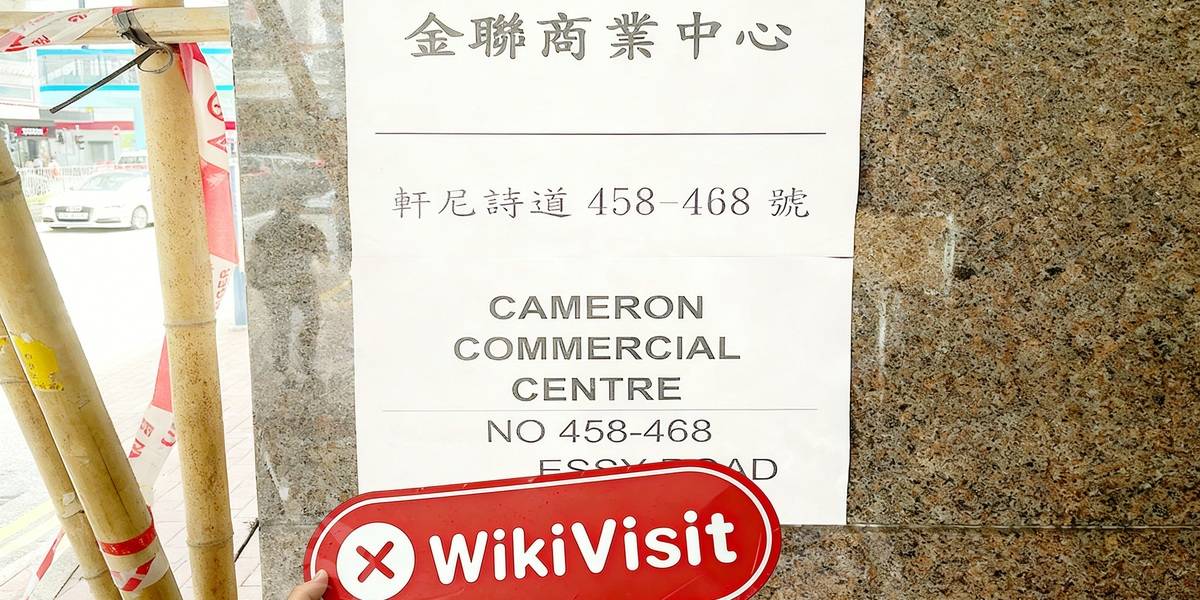 金聯商業中心
軒尼詩道 458-468 號
CAMERON
COMMERCIAL
CENTRE
NO 458-468
ROAD
WikiVisit